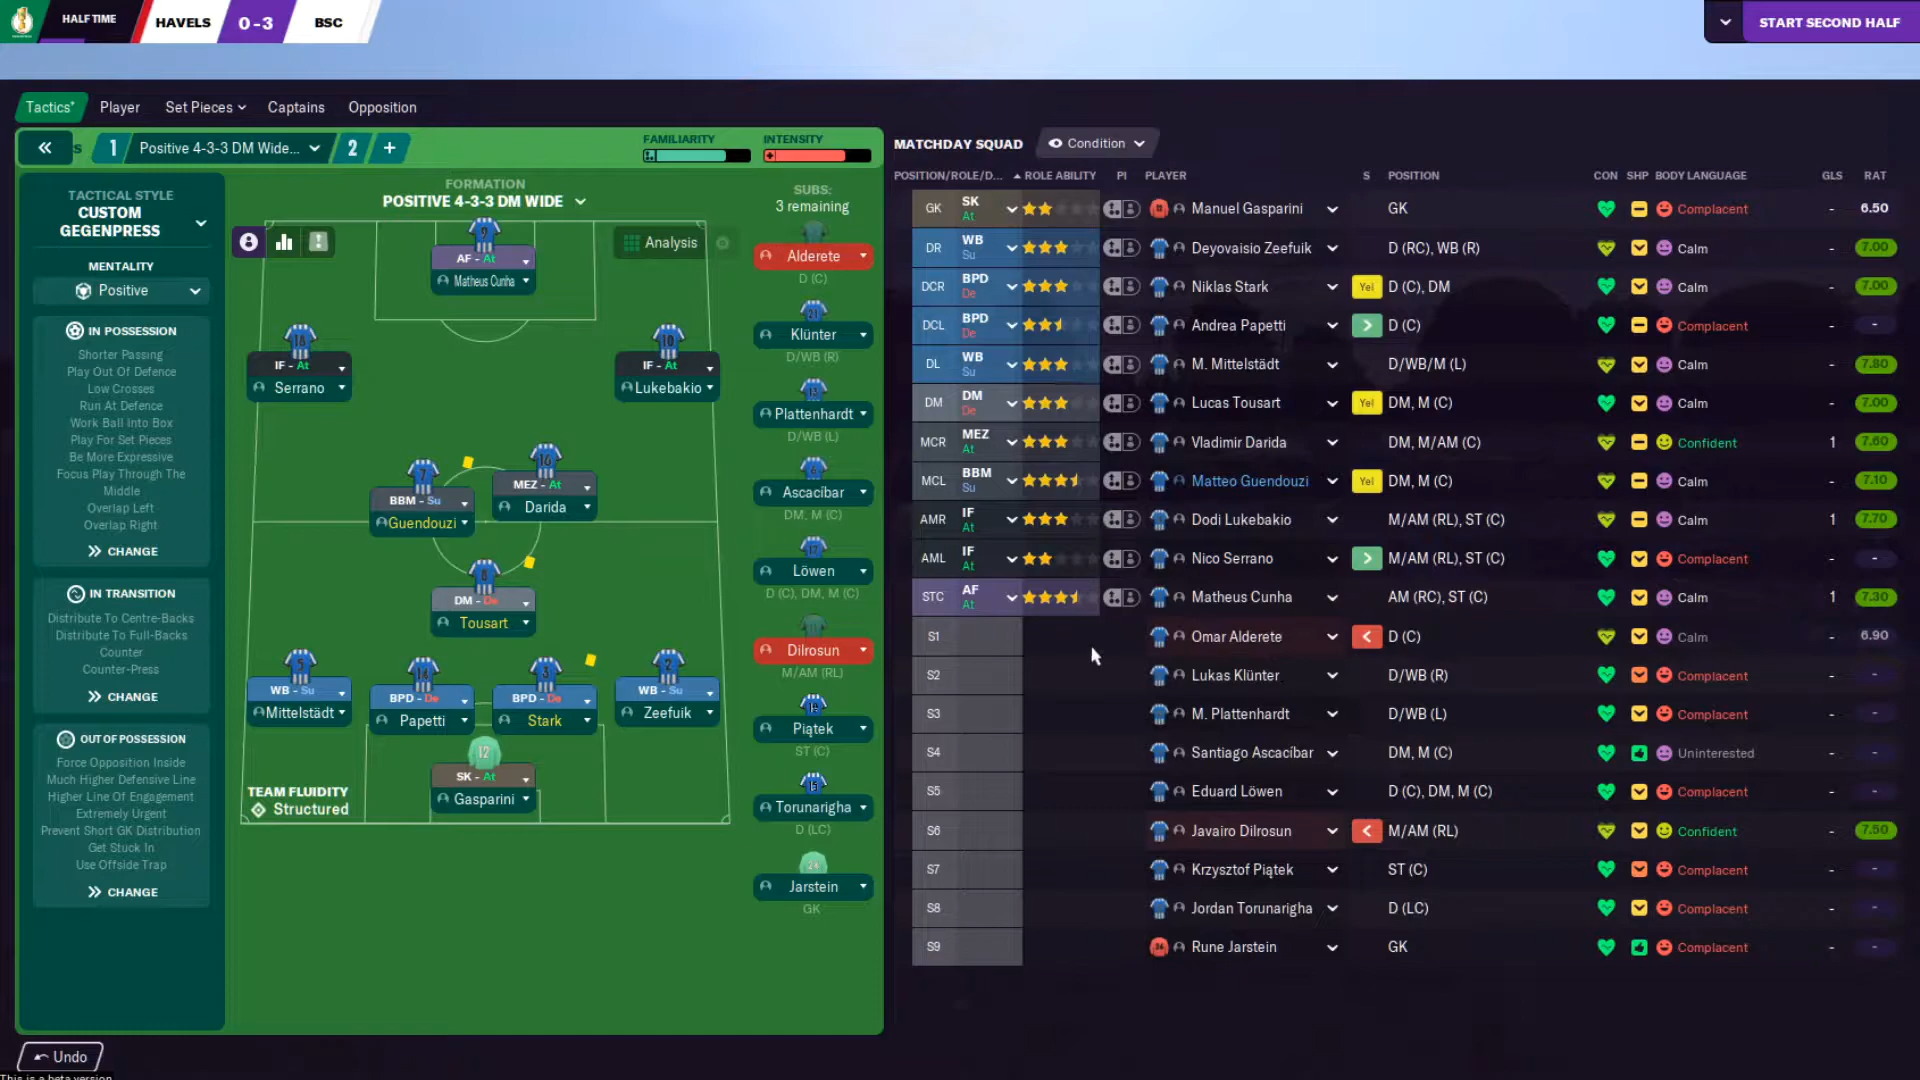 HALF TIME
HAVELS
0 - 3
BSC
START SECOND HALF
Tactics*
Player
Set Pieces
Captains
Opposition
1
Positive 4-3-3 DM Wide...
2
+
FAMILIARITY
INTENSITY
TACTICAL STYLE
CUSTOM
GEGENPRESS
MENTALITY
Positive
IN POSSESSION
Shorter Passing
Play Out Of Defence
Low Crosses
Run At Defence
Work Ball Into Box
Play For Set Pieces
Be More Expressive
Focus Play Through The
Middle
Overlap Left
Overlap Right
CHANGE
IN TRANSITION
Distribute To Centre-Backs
Distribute To Full-Backs
Counter
Counter-Press
CHANGE
OUT OF POSSESSION
Force Opposition Inside
Much Higher Defensive Line
Higher Line Of Engagement
Extremely Urgent
Prevent Short GK Distribution
Get Stuck In
Use Offside Trap
CHANGE
FORMATION
POSITIVE 4-3-3 DM WIDE
Analysis
9
AF - At
Matheus Cunha
IF - At
Serrano
10
IF - At
Lukebakio
7
BBM - Su
Guendouzi
MEZ - At
Darida
DM - De
Tousart
5
WB - Su
Mittelstädt
14
BPD - De
Papetti
BPD - De
Stark
2
WB - Su
Zeefuik
12
SK - At
Gasparini
TEAM FLUIDITY
Structured
SUBS:
3 remaining
Alderete
D (C)
Klünter
D/WB (R)
Plattenhardt
D/WB (L)
Ascacíbar
DM, M (C)
Löwen
D (C), DM, M (C)
Dilrosun
M/AM (RL)
Piątek
ST (C)
Torunarigha
D (LC)
Jarstein
GK
MATCHDAY SQUAD
Condition
POSITION/ROLE/D... ROLE ABILITY PI PLAYER S POSITION CON SHP BODY LANGUAGE GLS RAT
GK SK At Manuel Gasparini GK Complacent - 6.50
DR WB Su Deyovaisio Zeefuik D (RC), WB (R) Calm - 7.00
DCR BPD De Niklas Stark Yel D (C), DM Calm - 7.00
DCL BPD De Andrea Papetti D (C) Complacent - -
DL WB Su M. Mittelstädt D/WB/M (L) Calm - 7.80
DM DM De Lucas Tousart Yel DM, M (C) Calm - 7.00
MCR MEZ At Vladimir Darida DM, M/AM (C) Confident 1 7.60
MCL BBM Su Matteo Guendouzi Yel DM, M (C) Calm - 7.10
AMR IF At Dodi Lukebakio M/AM (RL), ST (C) Calm 1 7.70
AML IF At Nico Serrano M/AM (RL), ST (C) Complacent - -
STC AF At Matheus Cunha AM (RC), ST (C) Calm 1 7.30
S1 Omar Alderete D (C) Calm - 6.90
S2 Lukas Klünter D/WB (R) Complacent - -
S3 M. Plattenhardt D/WB (L) Complacent - -
S4 Santiago Ascacíbar DM, M (C) Uninterested - -
S5 Eduard Löwen D (C), DM, M (C) Complacent - -
S6 Javairo Dilrosun M/AM (RL) Confident - 7.50
S7 Krzysztof Piątek ST (C) Complacent - -
S8 Jordan Torunarigha D (LC) Complacent - -
S9 Rune Jarstein GK Complacent - -
Undo
This is a beta version